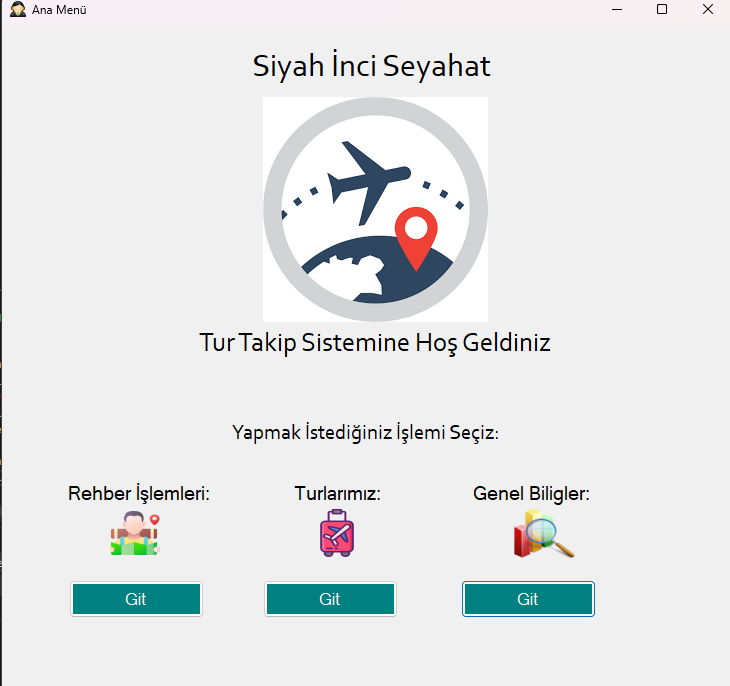 Ana Menü
Siyah İnci Seyahat
Tur Takip Sistemine Hoş Geldiniz
Yapmak İstediğiniz İşlemi Seçiz:
Rehber İşlemleri: Turlarımız: Genel Biligler:
Git Git Git